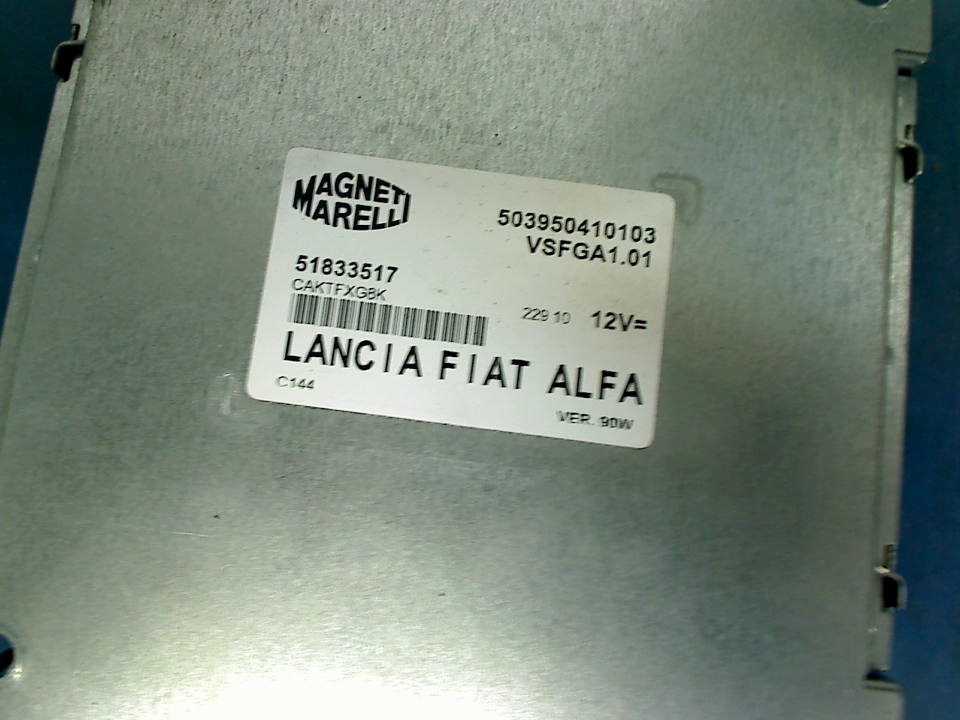 MAGNETI
MARELLI
503950410103
VSFGA1.01
51833517
CAKTFXG8K
229 10 12V=
LANCIA FIAT ALFA
C144
VER. 90W